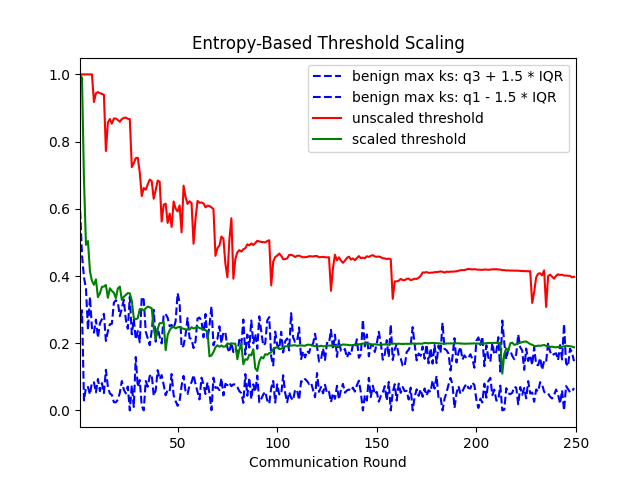 Entropy-Based Threshold Scaling
benign max ks: q3 + 1.5 * IQR
benign max ks: q1 - 1.5 * IQR
unscaled threshold
scaled threshold
1.0
0.8
0.6
0.4
0.2
0.0
50 100 150 200 250
Communication Round